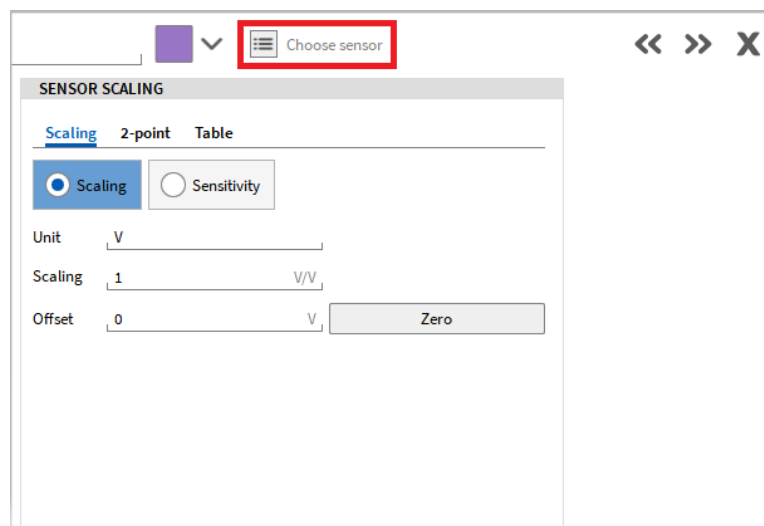 Choose sensor
SENSOR SCALING
Scaling 2-point Table
Scaling Sensitivity
Unit V
Scaling 1 V/V
Offset 0 V Zero